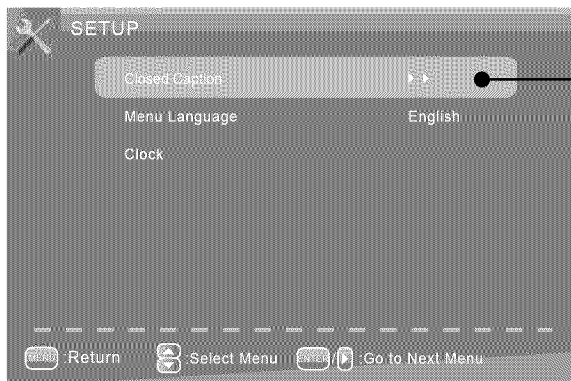 SETUP
Closed Caption
Menu Language English
Clock
MENU :Return :Select Menu ENTER / :Go to Next Menu